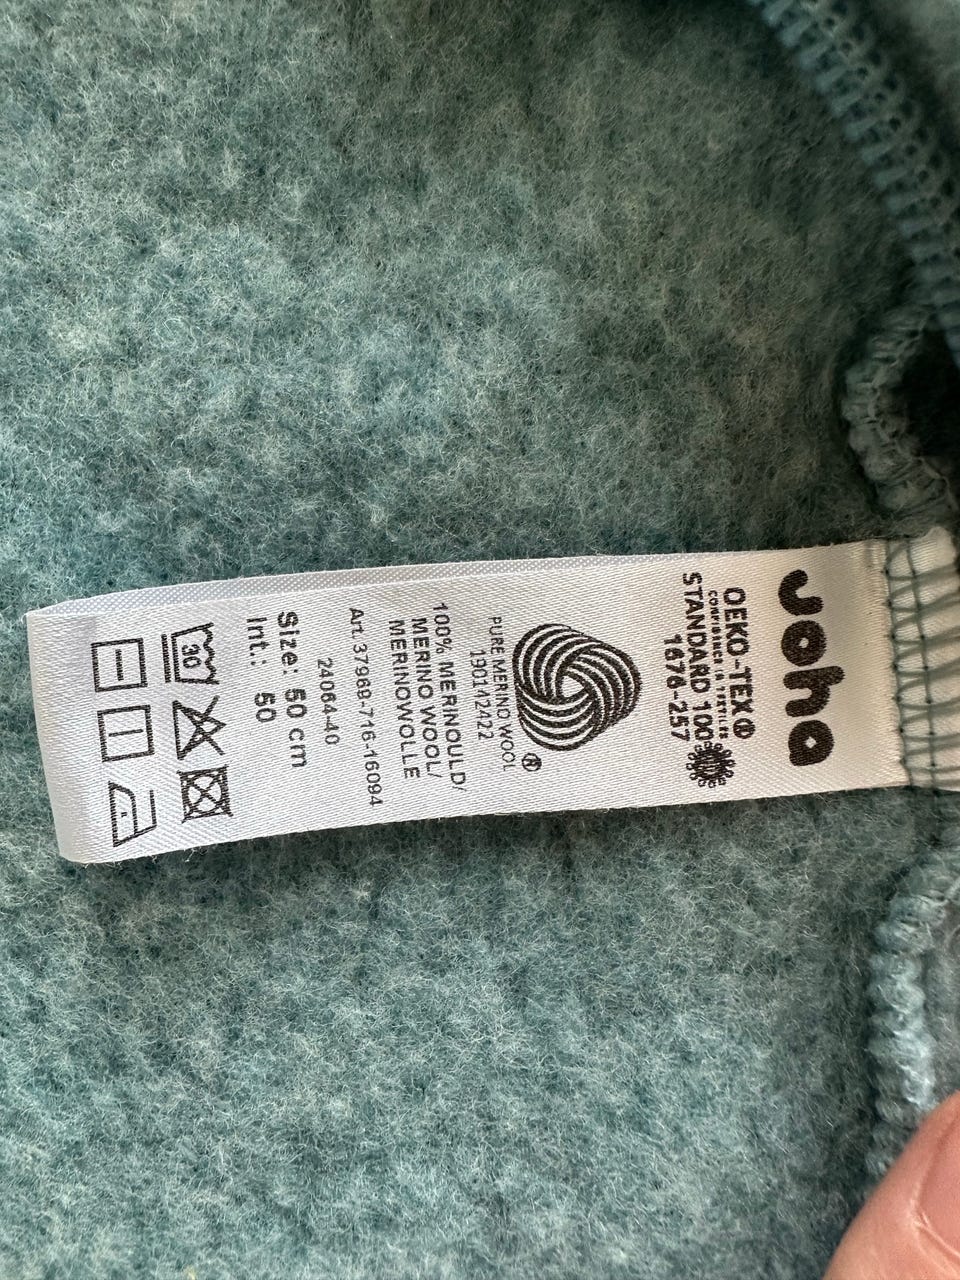 Joha
OEKO-TEX®
CONFIDENCE IN TEXTILES
STANDARD 100
1676-257
®
PURE MERINO WOOL
190142422
100% MERINOULD/
MERINO WOOL/
MERINOWOLLE
Art.37968-716-16094
24064-40
Size: 50 cm
Int.: 50
30